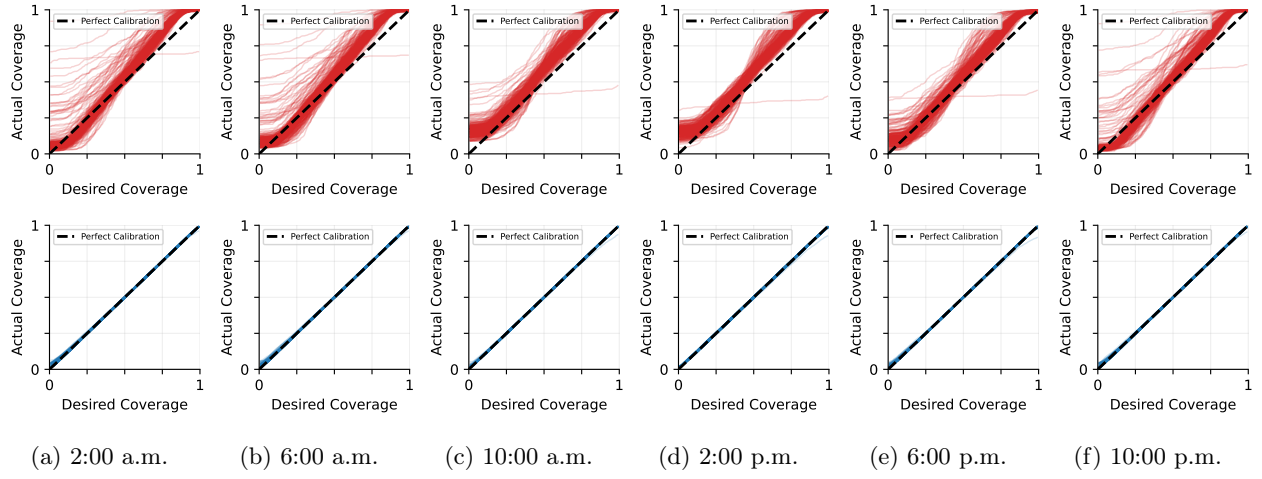 1
Perfect Calibration
Actual Coverage
0
0
1
Desired Coverage
1
Perfect Calibration
Actual Coverage
0
0
1
Desired Coverage
1
Perfect Calibration
Actual Coverage
0
0
1
Desired Coverage
1
Perfect Calibration
Actual Coverage
0
0
1
Desired Coverage
1
Perfect Calibration
Actual Coverage
0
0
1
Desired Coverage
1
Perfect Calibration
Actual Coverage
0
0
1
Desired Coverage
1
Perfect Calibration
Actual Coverage
0
0
1
Desired Coverage
1
Perfect Calibration
Actual Coverage
0
0
1
Desired Coverage
1
Perfect Calibration
Actual Coverage
0
0
1
Desired Coverage
1
Perfect Calibration
Actual Coverage
0
0
1
Desired Coverage
1
Perfect Calibration
Actual Coverage
0
0
1
Desired Coverage
1
Perfect Calibration
Actual Coverage
0
0
1
Desired Coverage
(a) 2:00 a.m.
(b) 6:00 a.m.
(c) 10:00 a.m.
(d) 2:00 p.m.
(e) 6:00 p.m.
(f) 10:00 p.m.